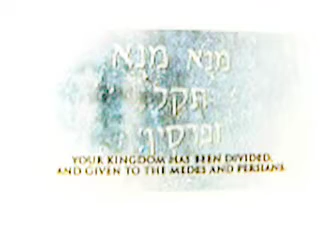 מנא מנא
תקל
ופרסין
YOUR KINGDOM HAS BEEN DIVIDED,
AND GIVEN TO THE MEDES AND PERSIANS